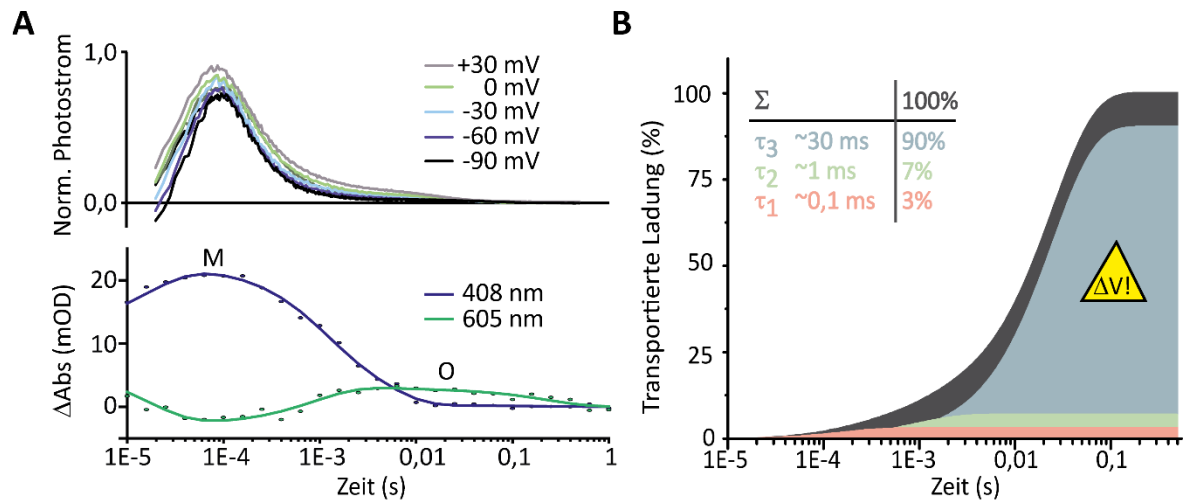 A
Norm. Photostrom
1,0
0,0
+30 mV
0 mV
-30 mV
-60 mV
-90 mV
ΔAbs (mOD)
20
10
0
M
O
408 nm
605 nm
1E-5 1E-4 1E-3 0,01 0,1 1
Zeit (s)
B
Transportierte Ladung (%)
100
75
50
25
0
Σ 100%
τ3 ~30 ms 90%
τ2 ~1 ms 7%
τ1 ~0,1 ms 3%
ΔV!
1E-5 1E-4 1E-3 0,01 0,1
Zeit (s)